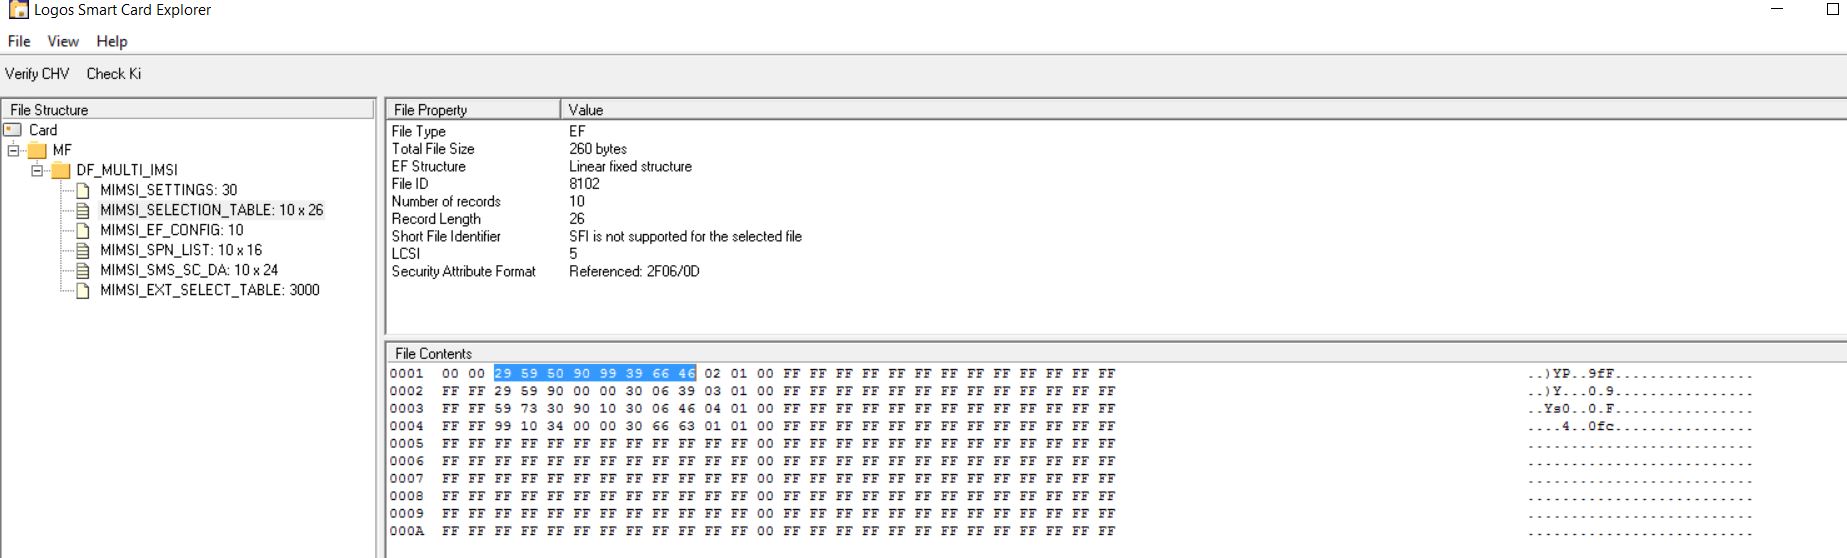 Logos Smart Card Explorer
File View Help
Verify CHV Check Ki
File Structure
Card
MF
DF_MULTI_IMSI
MIMSI_SETTINGS: 30
MIMSI_SELECTION_TABLE: 10 x 26
MIMSI_EF_CONFIG: 10
MIMSI_SPN_LIST: 10 x 16
MIMSI_SMS_SC_DA: 10 x 24
MIMSI_EXT_SELECT_TABLE: 3000
File Property Value
File Type EF
Total File Size 260 bytes
EF Structure Linear fixed structure
File ID 8102
Number of records 10
Record Length 26
Short File Identifier SFI is not supported for the selected file
LCSI 5
Security Attribute Format Referenced: 2F06/0D
File Contents
0001 00 00 29 59 50 90 99 39 66 46 02 01 00 FF FF FF FF FF FF FF FF FF FF FF FF FF ..)YP..9fF................
0002 FF FF 29 59 90 00 00 30 06 39 03 01 00 FF FF FF FF FF FF FF FF FF FF FF FF FF ..)Y...0.9................
0003 FF FF 59 73 30 90 10 30 06 46 04 01 00 FF FF FF FF FF FF FF FF FF FF FF FF FF ..Ys0..0.F................
0004 FF FF 99 10 34 00 00 30 66 63 01 01 00 FF FF FF FF FF FF FF FF FF FF FF FF FF ....4..0fc................
0005 FF FF FF FF FF FF FF FF FF FF FF FF 00 FF FF FF FF FF FF FF FF FF FF FF FF FF ..........................
0006 FF FF FF FF FF FF FF FF FF FF FF FF 00 FF FF FF FF FF FF FF FF FF FF FF FF FF ..........................
0007 FF FF FF FF FF FF FF FF FF FF FF FF 00 FF FF FF FF FF FF FF FF FF FF FF FF FF ..........................
0008 FF FF FF FF FF FF FF FF FF FF FF FF 00 FF FF FF FF FF FF FF FF FF FF FF FF FF ..........................
0009 FF FF FF FF FF FF FF FF FF FF FF FF 00 FF FF FF FF FF FF FF FF FF FF FF FF FF ..........................
000A FF FF FF FF FF FF FF FF FF FF FF FF 00 FF FF FF FF FF FF FF FF FF FF FF FF FF ..........................